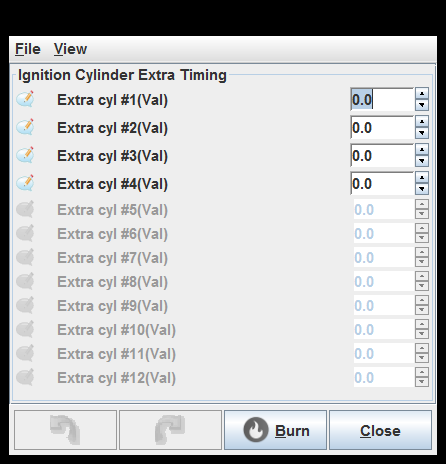 File View
Ignition Cylinder Extra Timing
Extra cyl #1(Val) 0.0
Extra cyl #2(Val) 0.0
Extra cyl #3(Val) 0.0
Extra cyl #4(Val) 0.0
Extra cyl #5(Val) 0.0
Extra cyl #6(Val) 0.0
Extra cyl #7(Val) 0.0
Extra cyl #8(Val) 0.0
Extra cyl #9(Val) 0.0
Extra cyl #10(Val) 0.0
Extra cyl #11(Val) 0.0
Extra cyl #12(Val) 0.0
Burn Close